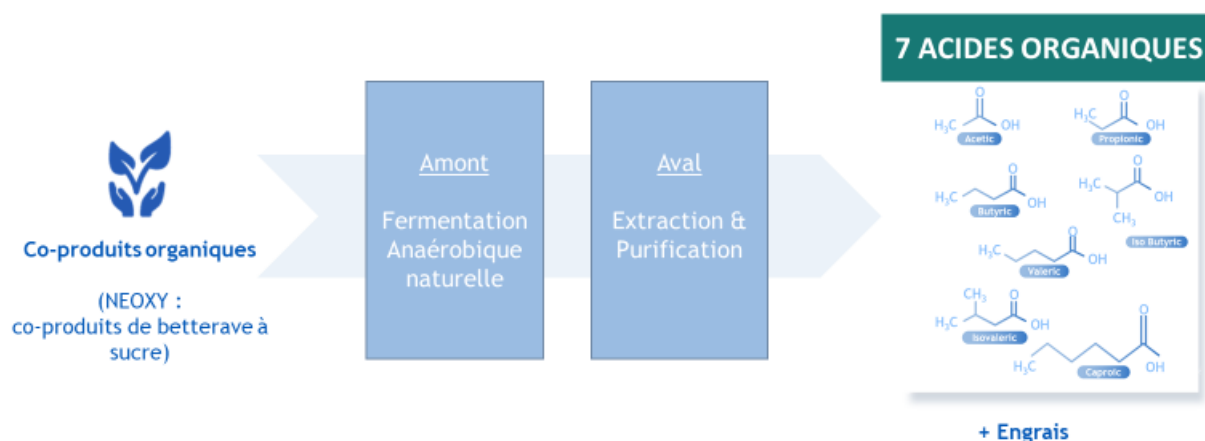 7 ACIDES ORGANIQUES
Co-produits organiques
(NEOXY :
co-produits de betterave à
sucre)
Amont
Fermentation
Anaérobique
naturelle
Aval
Extraction &
Purification
O
H₃C
OH
Acetic
O
H₃C
OH
Propionic
O
H₃C
OH
Butyric
O
H₃C
OH
CH₃
Iso Butyric
O
H₃C
OH
Valeric
CH₃
O
H₃C
OH
Isovaleric
O
H₃C
OH
Caproic
+ Engrais